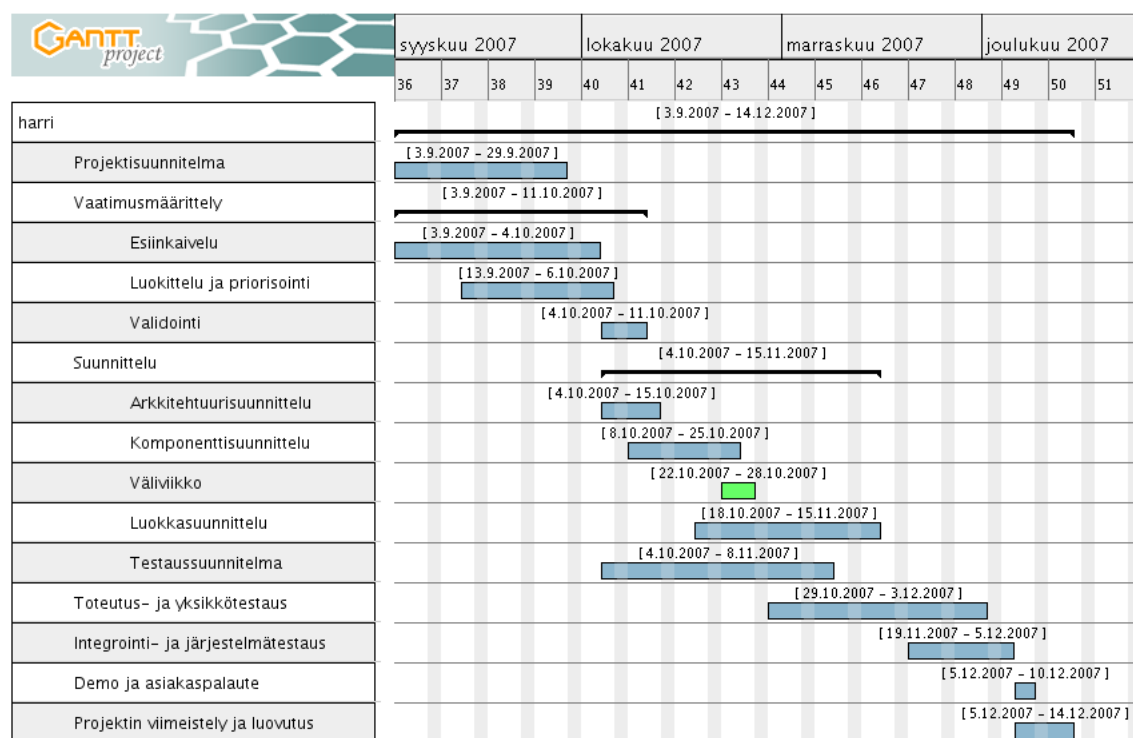 GANTT
project
syyskuu 2007 lokakuu 2007 marraskuu 2007 joulukuu 2007
36 37 38 39 40 41 42 43 44 45 46 47 48 49 50 51
harri [ 3.9.2007 - 14.12.2007 ]
Projektisuunnitelma [ 3.9.2007 - 29.9.2007 ]
Vaatimusmäärittely [ 3.9.2007 - 11.10.2007 ]
Esiinkaivelu [ 3.9.2007 - 4.10.2007 ]
Luokittelu ja priorisointi [ 13.9.2007 - 6.10.2007 ]
Validointi [ 4.10.2007 - 11.10.2007 ]
Suunnittelu [ 4.10.2007 - 15.11.2007 ]
Arkkitehtuurisuunnittelu [ 4.10.2007 - 15.10.2007 ]
Komponenttisuunnittelu [ 8.10.2007 - 25.10.2007 ]
Väliviikko [ 22.10.2007 - 28.10.2007 ]
Luokkasuunnittelu [ 18.10.2007 - 15.11.2007 ]
Testaussuunnitelma [ 4.10.2007 - 8.11.2007 ]
Toteutus- ja yksikkötestaus [ 29.10.2007 - 3.12.2007 ]
Integrointi- ja järjestelmätestaus [ 19.11.2007 - 5.12.2007 ]
Demo ja asiakaspalaute [ 5.12.2007 - 10.12.2007 ]
Projektin viimeistely ja luovutus [ 5.12.2007 - 14.12.2007 ]